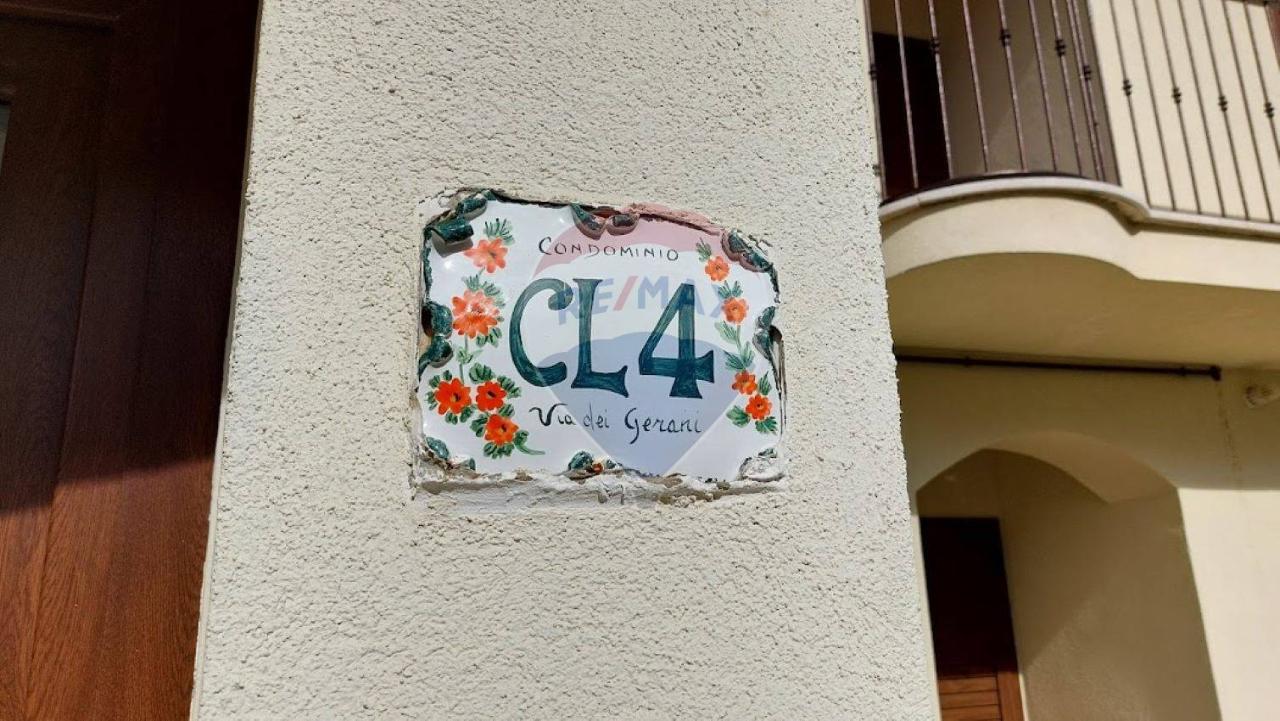 CONDOMINIO
RE/MAX
CL4
Via dei Gerani